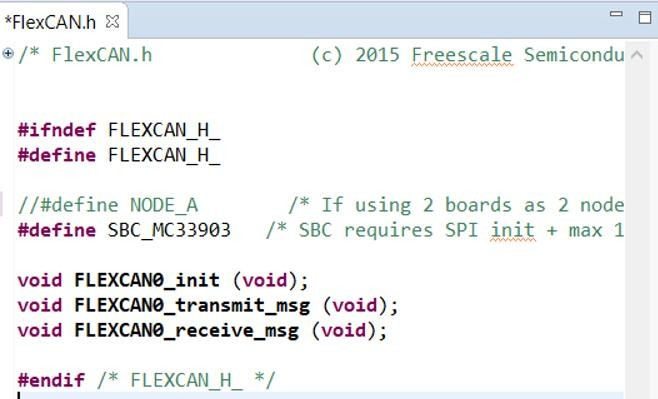 *FlexCAN.h
/* FlexCAN.h (c) 2015 Freescale Semicondu
#ifndef FLEXCAN_H_
#define FLEXCAN_H_
//#define NODE_A /* If using 2 boards as 2 node
#define SBC_MC33903 /* SBC requires SPI init + max 1
void FLEXCAN0_init (void);
void FLEXCAN0_transmit_msg (void);
void FLEXCAN0_receive_msg (void);
#endif /* FLEXCAN_H_ */